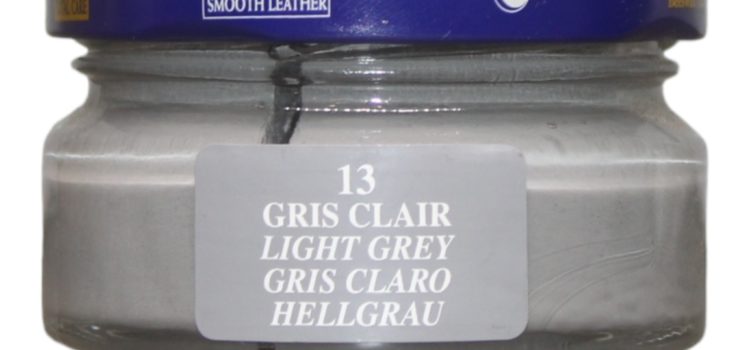 SMOOTH LEATHER
13
GRIS CLAIR
LIGHT GREY
GRIS CLARO
HELLGRAU